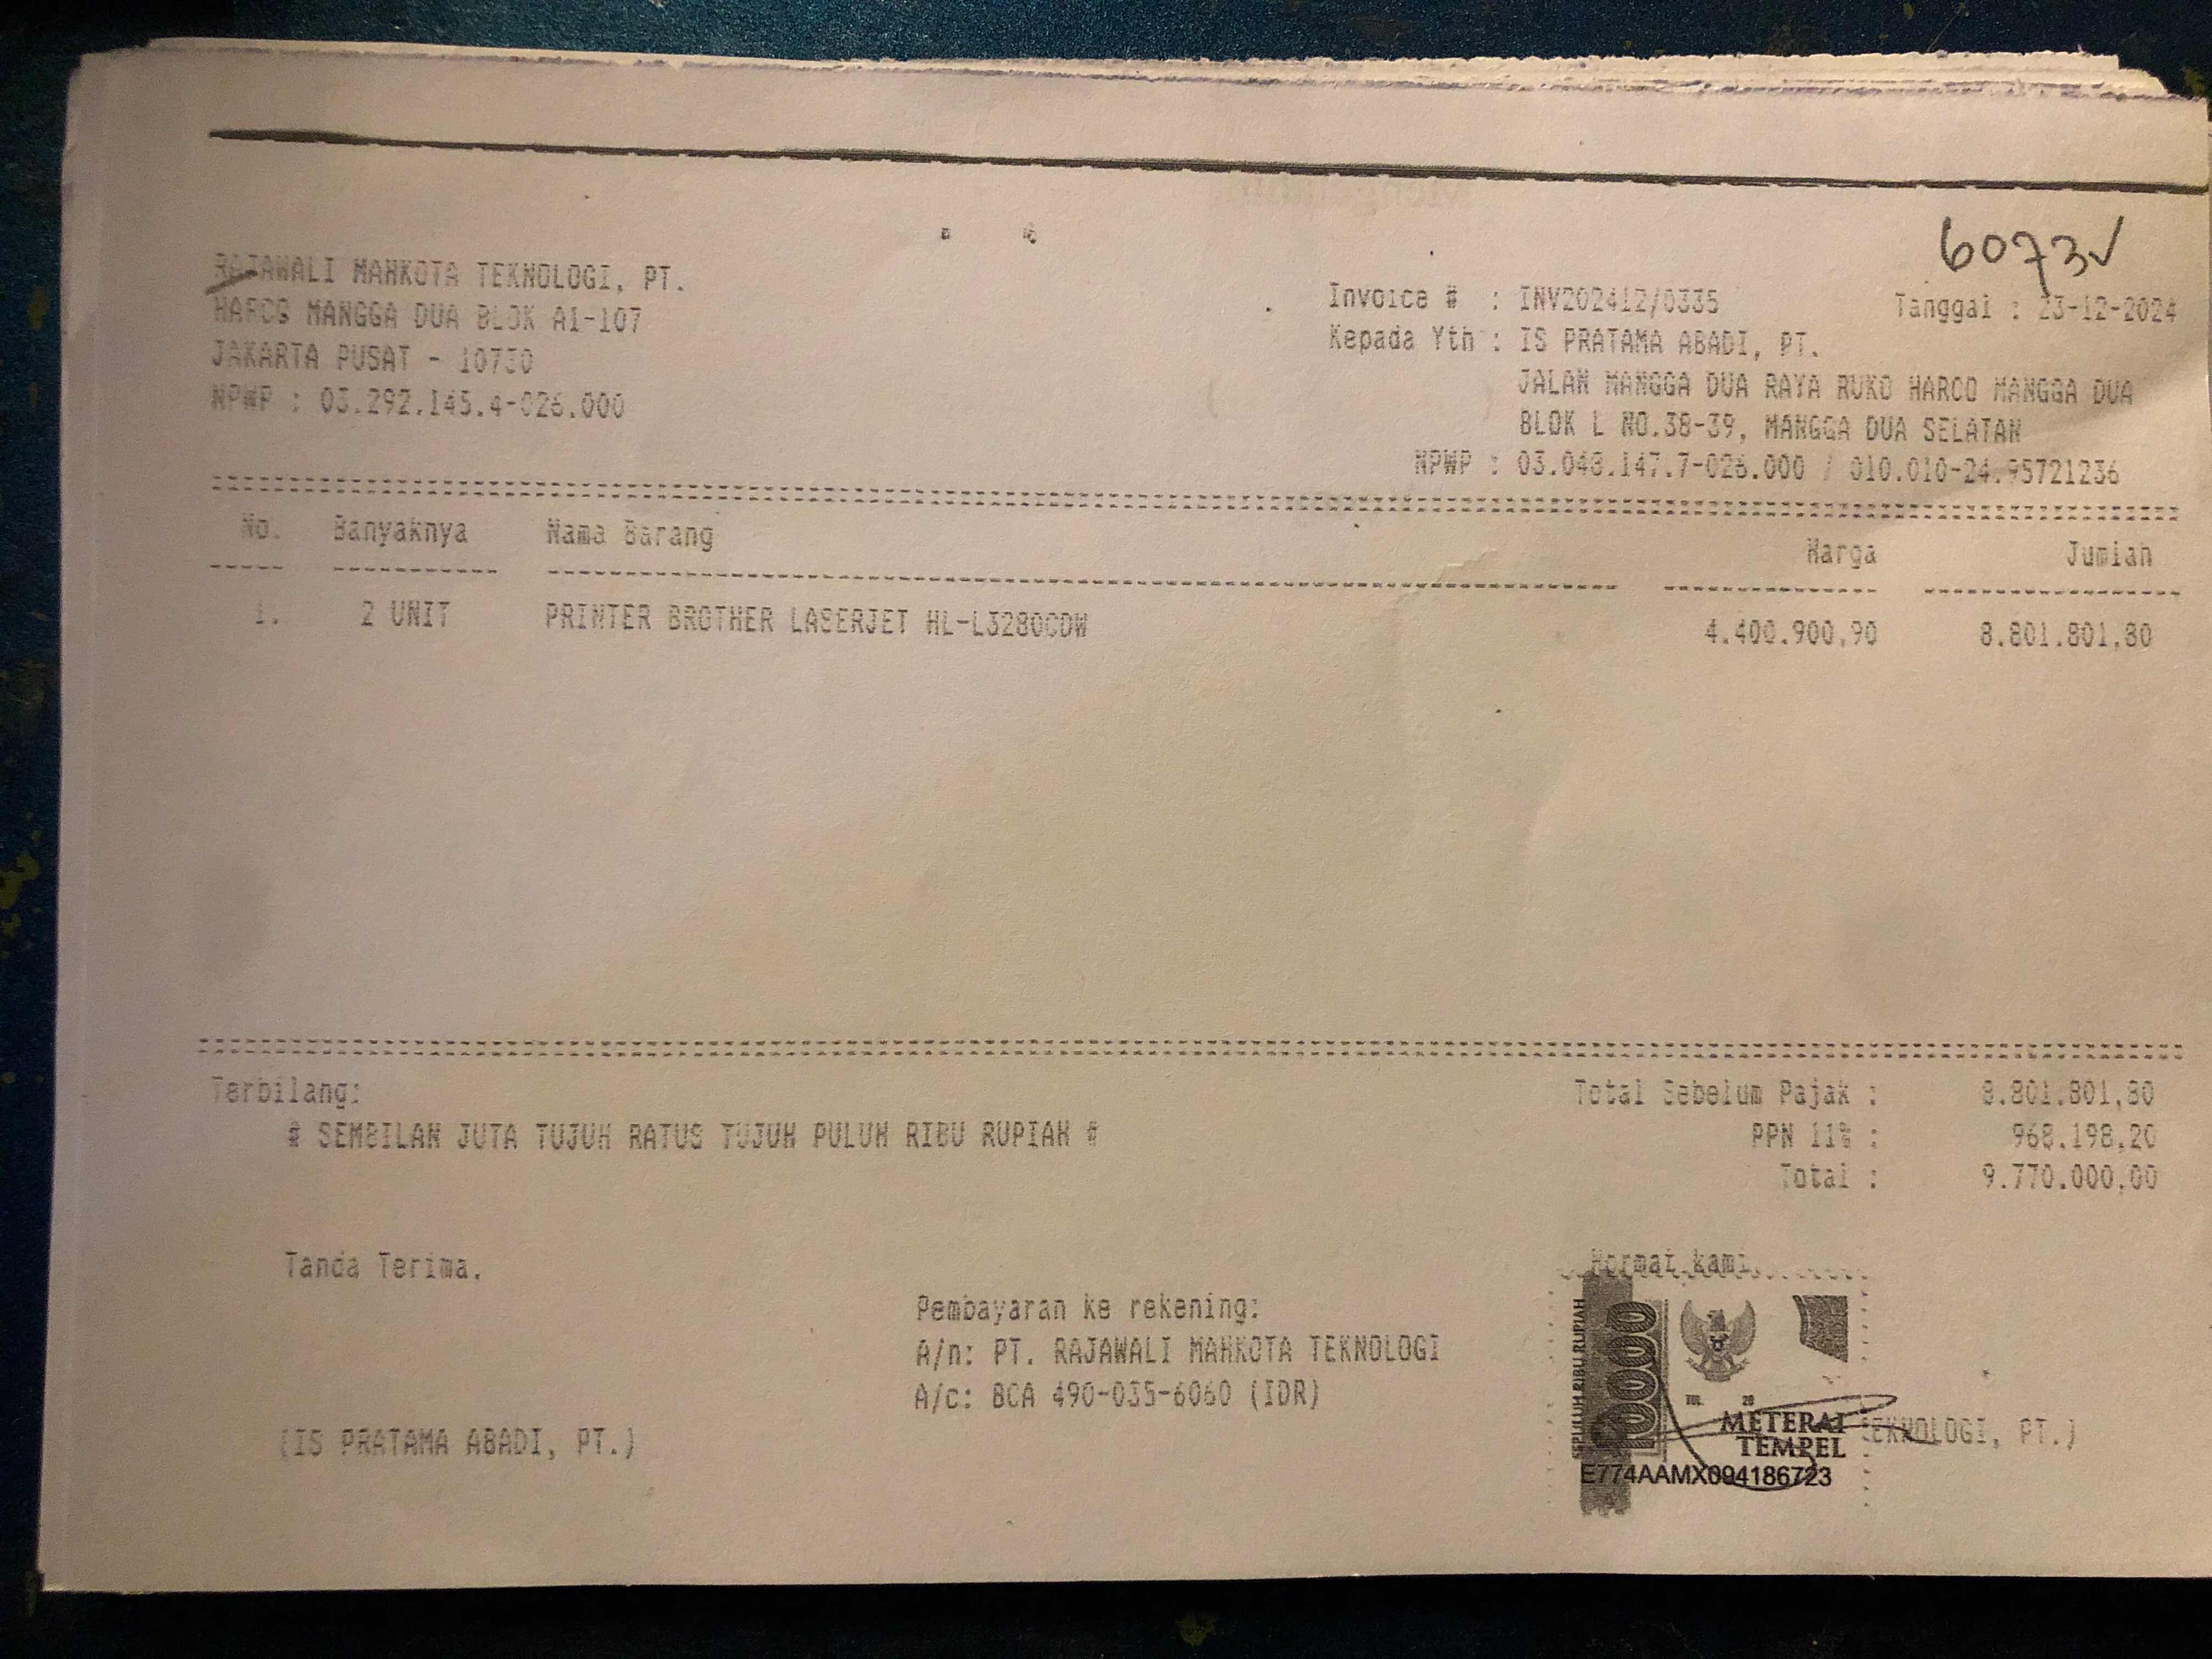 6073✓
RAJAWALI MAHKOTA TEKNOLOGI, PT.
HARCO MANGGA DUA BLOK A1-107
JAKARTA PUSAT - 10730
NPWP : 03.292.145.4-026.000
Invoice # : INV202412/0335 Tanggal : 23-12-2024
Kepada Yth : IS PRATAMA ABADI, PT.
JALAN MANGGA DUA RAYA RUKO HARCO MANGGA DUA
BLOK L NO.38-39, MANGGA DUA SELATAN
NPWP : 03.048.147.7-026.000 / 010.010-24.95721236
No. Banyaknya Nama Barang Harga Jumlah
1. 2 UNIT PRINTER BROTHER LASERJET HL-L3280CDW 4.400.900,90 8.801.801,80
Terbilang:
# SEMBILAN JUTA TUJUH RATUS TUJUH PULUH RIBU RUPIAH #
Total Sebelum Pajak : 8.801.801,80
PPN 11% : 968.198,20
Total : 9.770.000,00
Tanda Terima,
(IS PRATAMA ABADI, PT.)
Pembayaran ke rekening:
A/n: PT. RAJAWALI MAHKOTA TEKNOLOGI
A/c: BCA 490-035-6060 (IDR)
Hormat kami,
SEPULUH RIBU RUPIAH
10000
TGL. 20
METERAI
TEMPEL
E774AAMX094186723
TEKNOLOGI, PT.)